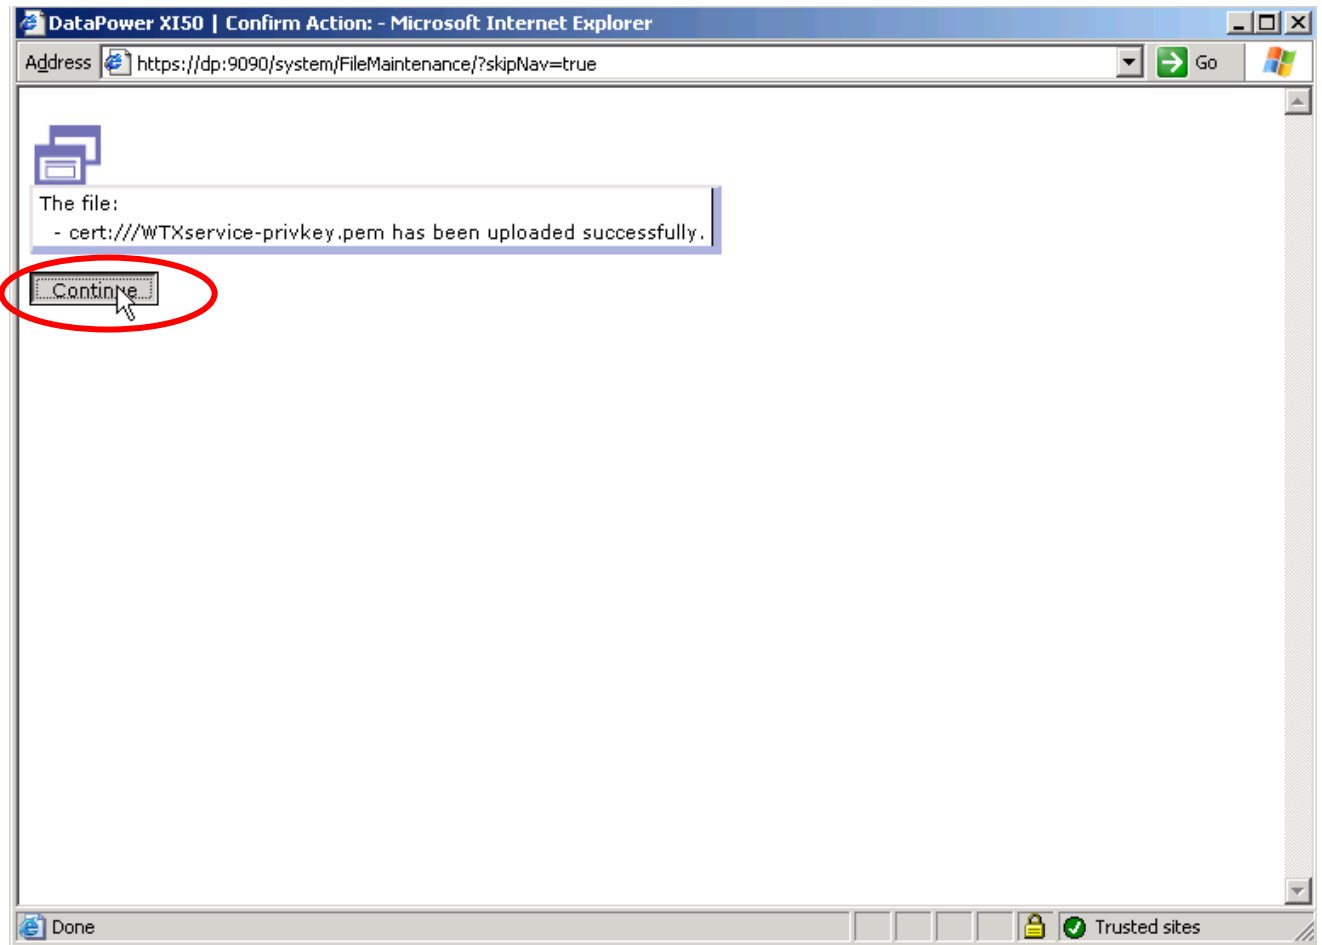 DataPower XI50 | Confirm Action: - Microsoft Internet Explorer
Address https://dp:9090/system/FileMaintenance/?skipNav=true Go
The file:
- cert:///WTXservice-privkey.pem has been uploaded successfully.
Continue
Done Trusted sites